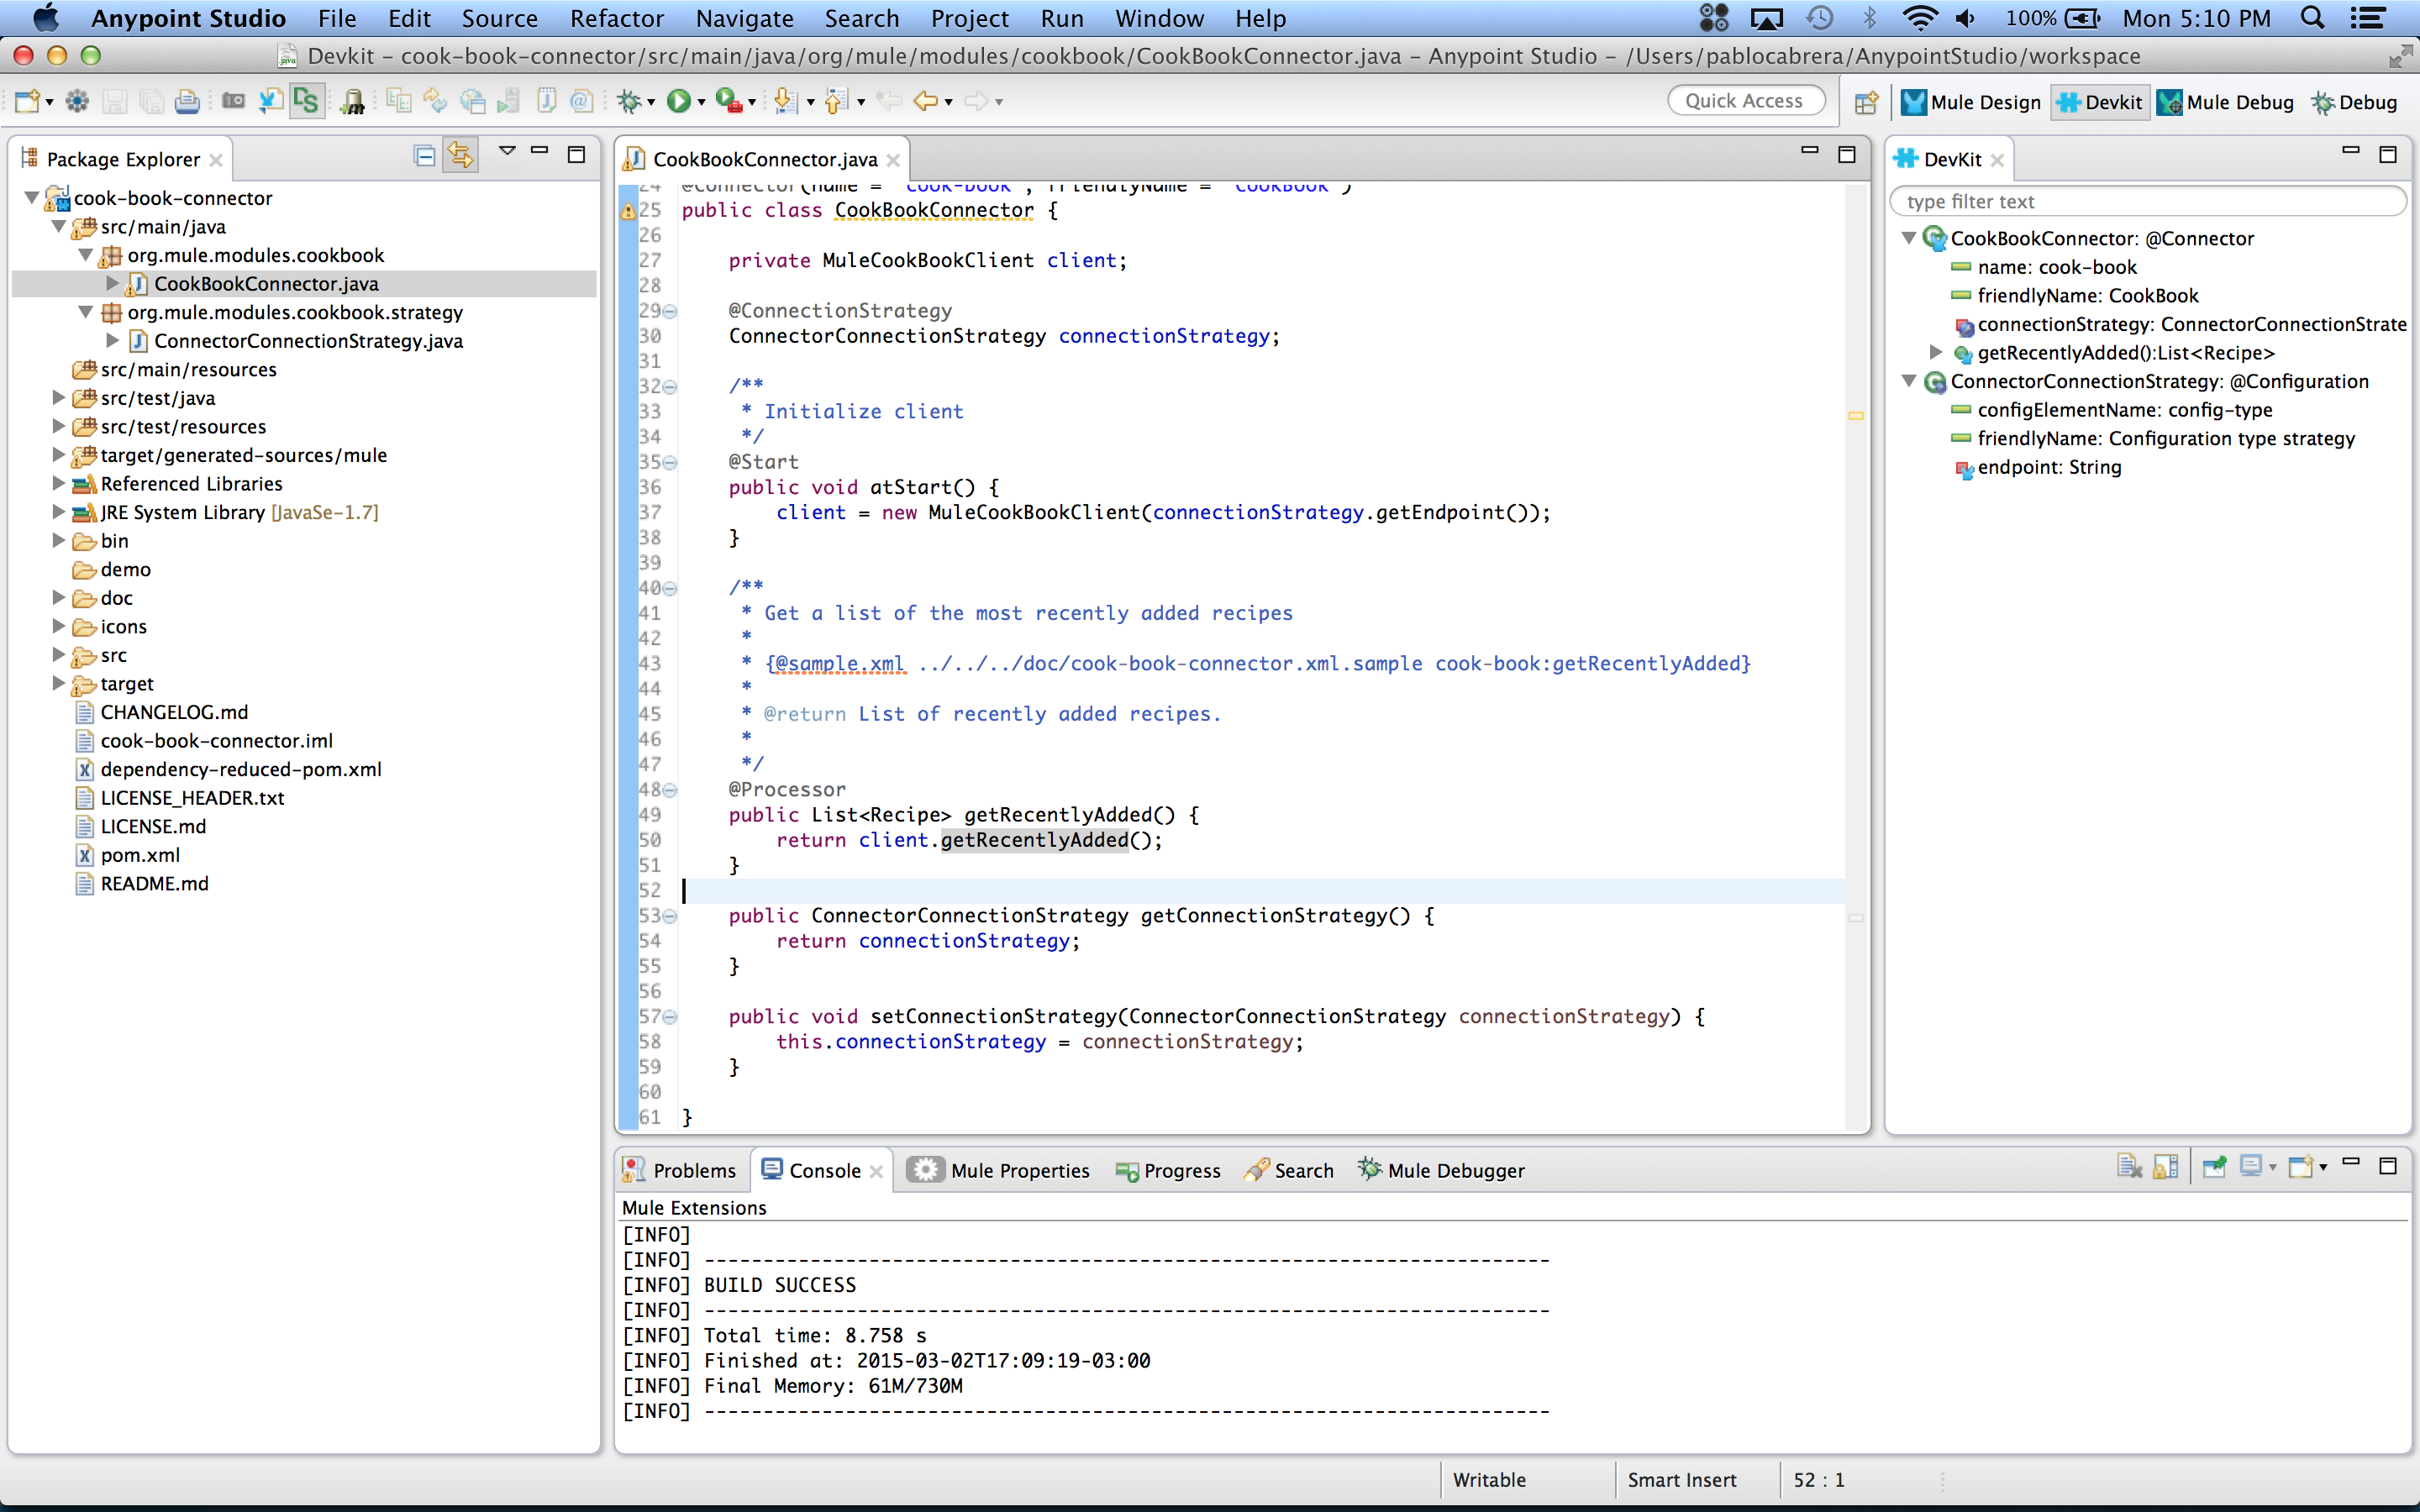 Anypoint Studio File Edit Source Refactor Navigate Search Project Run Window Help 100% Mon 5:10 PM
Devkit – cook-book-connector/src/main/java/org/mule/modules/cookbook/CookBookConnector.java – Anypoint Studio – /Users/pablocabrera/AnypointStudio/workspace
Quick Access Mule Design Devkit Mule Debug Debug
Package Explorer
cook-book-connector
src/main/java
org.mule.modules.cookbook
CookBookConnector.java
org.mule.modules.cookbook.strategy
ConnectorConnectionStrategy.java
src/main/resources
src/test/java
src/test/resources
target/generated-sources/mule
Referenced Libraries
JRE System Library [JavaSe-1.7]
bin
demo
doc
icons
src
target
CHANGELOG.md
cook-book-connector.iml
dependency-reduced-pom.xml
LICENSE_HEADER.txt
LICENSE.md
pom.xml
README.md
CookBookConnector.java
24 @Connector(name = "cook-book", friendlyName = "CookBook")
25 public class CookBookConnector {
26
27 private MuleCookBookClient client;
28
29 @ConnectionStrategy
30 ConnectorConnectionStrategy connectionStrategy;
31
32 /**
33 * Initialize client
34 */
35 @Start
36 public void atStart() {
37 client = new MuleCookBookClient(connectionStrategy.getEndpoint());
38 }
39
40 /**
41 * Get a list of the most recently added recipes
42 *
43 * {@sample.xml ../../../doc/cook-book-connector.xml.sample cook-book:getRecentlyAdded}
44 *
45 * @return List of recently added recipes.
46 *
47 */
48 @Processor
49 public List<Recipe> getRecentlyAdded() {
50 return client.getRecentlyAdded();
51 }
52
53 public ConnectorConnectionStrategy getConnectionStrategy() {
54 return connectionStrategy;
55 }
56
57 public void setConnectionStrategy(ConnectorConnectionStrategy connectionStrategy) {
58 this.connectionStrategy = connectionStrategy;
59 }
60
61 }
DevKit
type filter text
CookBookConnector: @Connector
name: cook-book
friendlyName: CookBook
connectionStrategy: ConnectorConnectionStrate
getRecentlyAdded():List<Recipe>
ConnectorConnectionStrategy: @Configuration
configElementName: config-type
friendlyName: Configuration type strategy
endpoint: String
Problems Console Mule Properties Progress Search Mule Debugger
Mule Extensions
[INFO]
[INFO] ------------------------------------------------------------------------
[INFO] BUILD SUCCESS
[INFO] ------------------------------------------------------------------------
[INFO] Total time: 8.758 s
[INFO] Finished at: 2015-03-02T17:09:19-03:00
[INFO] Final Memory: 61M/730M
[INFO] ------------------------------------------------------------------------
Writable Smart Insert 52 : 1